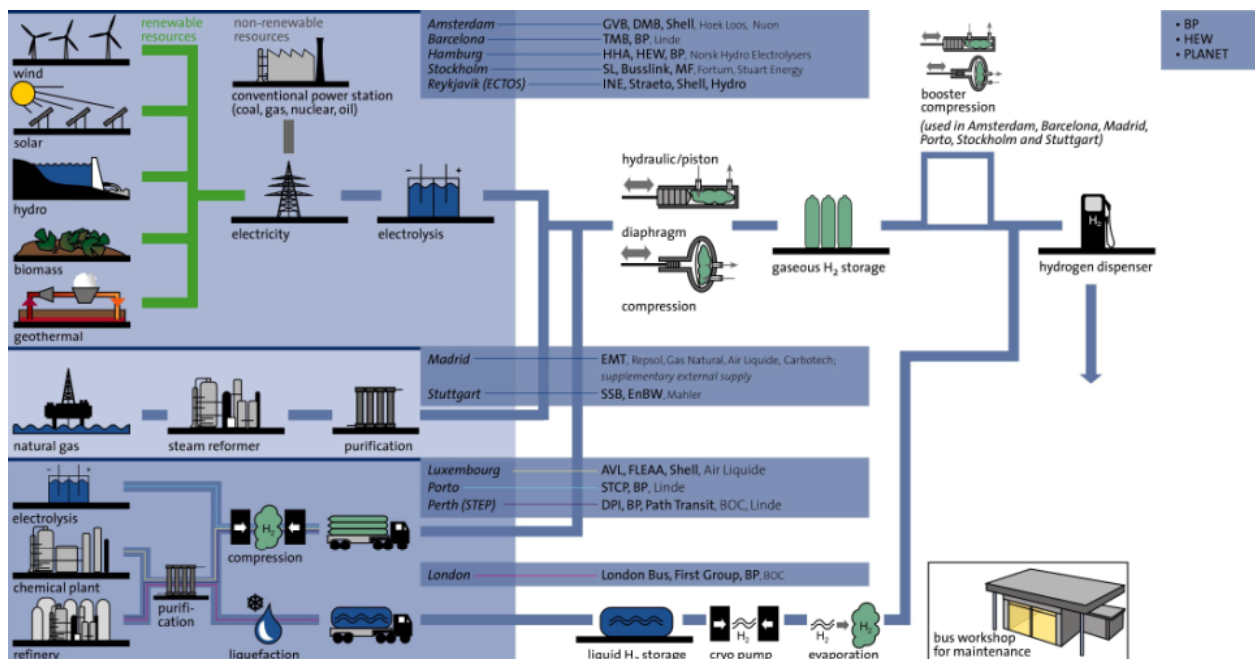 renewable
resources
non-renewable
resources
wind
solar
hydro
biomass
geothermal
conventional power station
(coal, gas, nuclear, oil)
electricity
electrolysis
Amsterdam GVB, DMB, Shell, Hoek Loos, Nuon
Barcelona TMB, BP, Linde
Hamburg HHA, HEW, BP, Norsk Hydro Electrolysers
Stockholm SL, Busslink, MF, Fortum, Stuart Energy
Reykjavik (ECTOS) INE, Straeto, Shell, Hydro
hydraulic/piston
diaphragm
compression
gaseous H₂ storage
booster
compression
(used in Amsterdam, Barcelona, Madrid,
Porto, Stockholm and Stuttgart)
• BP
• HEW
• PLANET
H₂
hydrogen dispenser
Madrid EMT, Repsol, Gas Natural, Air Liquide, Carbotech;
supplementary external supply
Stuttgart SSB, EnBW, Mahler
natural gas
steam reformer
purification
Luxembourg AVL, FLEAA, Shell, Air Liquide
Porto STCP, BP, Linde
Perth (STEP) DPI, BP, Path Transit, BOC, Linde
- +
electrolysis
chemical plant
refinery
purifi-
cation
H₂
compression
liquefaction
London London Bus, First Group, BP, BOC
liquid H₂ storage
H₂
cryo pump
H₂ H₂
evaporation
bus workshop
for maintenance